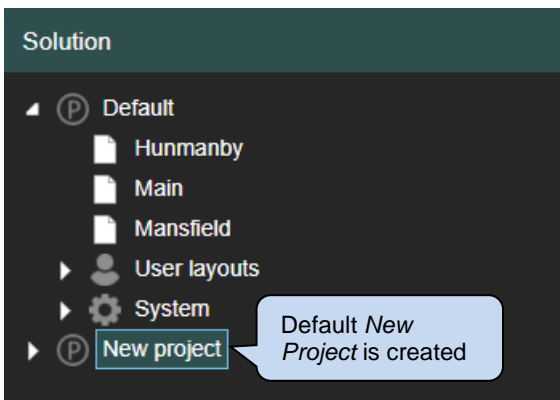 Solution
P Default
Hunmanby
Main
Mansfield
User layouts
System
P New project
Default New
Project is created